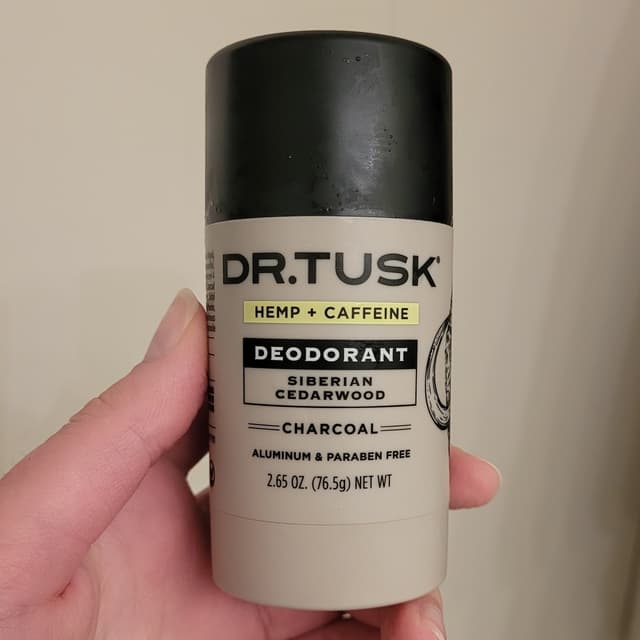 DR.TUSK®
HEMP + CAFFEINE
DEODORANT
SIBERIAN
CEDARWOOD
CHARCOAL
ALUMINUM & PARABEN FREE
2.65 OZ. (76.5g) NET WT